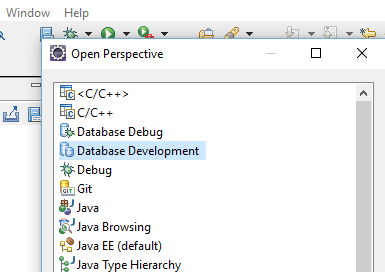 Window Help
Open Perspective
<C/C++>
C/C++
Database Debug
Database Development
Debug
Git
Java
Java Browsing
Java EE (default)
Java Type Hierarchy